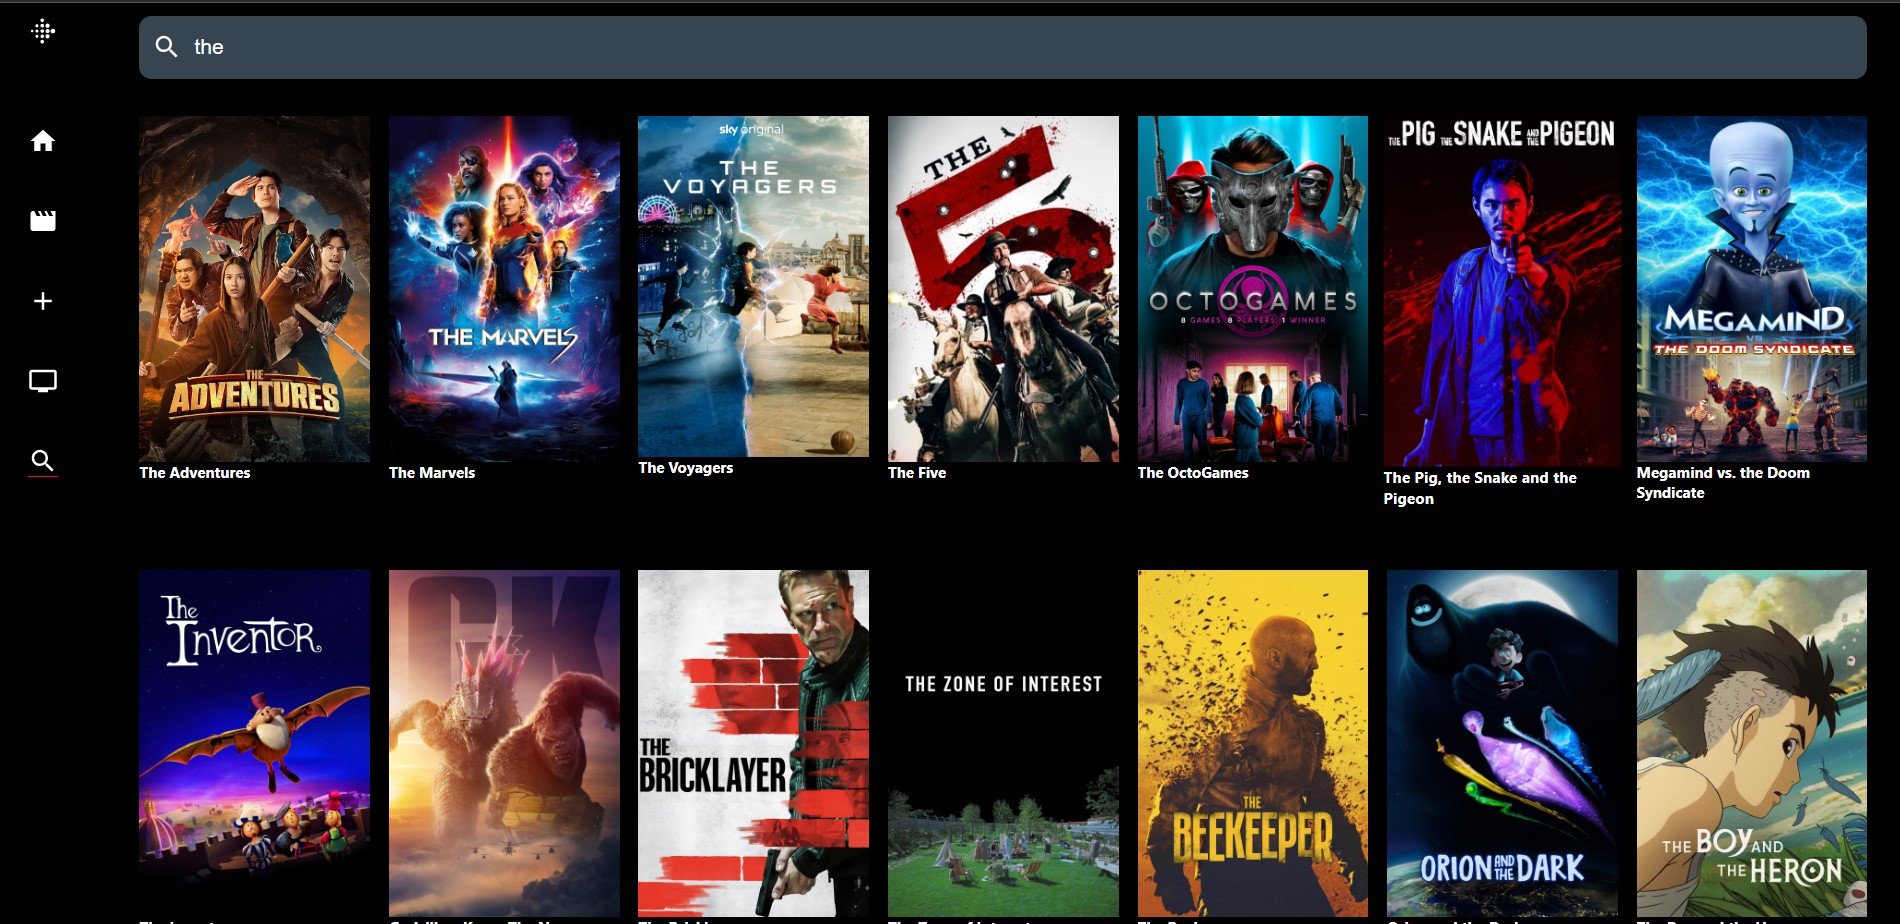 the
THE ADVENTURES
THE MARVELS
sky original
THE VOYAGERS
THE 5
OCTOGAMES
8 GAMES. 8 PLAYERS. 1 WINNER
THE PIG THE SNAKE AND THE PIGEON
MEGAMIND
VS
THE DOOM SYNDICATE
The Adventures
The Marvels
The Voyagers
The Five
The OctoGames
The Pig, the Snake and the
Pigeon
Megamind vs. the Doom
Syndicate
The
Inventor
GK
THE
BRICKLAYER
THE ZONE OF INTEREST
THE
BEEKEEPER
ORION AND THE DARK
THE BOY AND
THE HERON